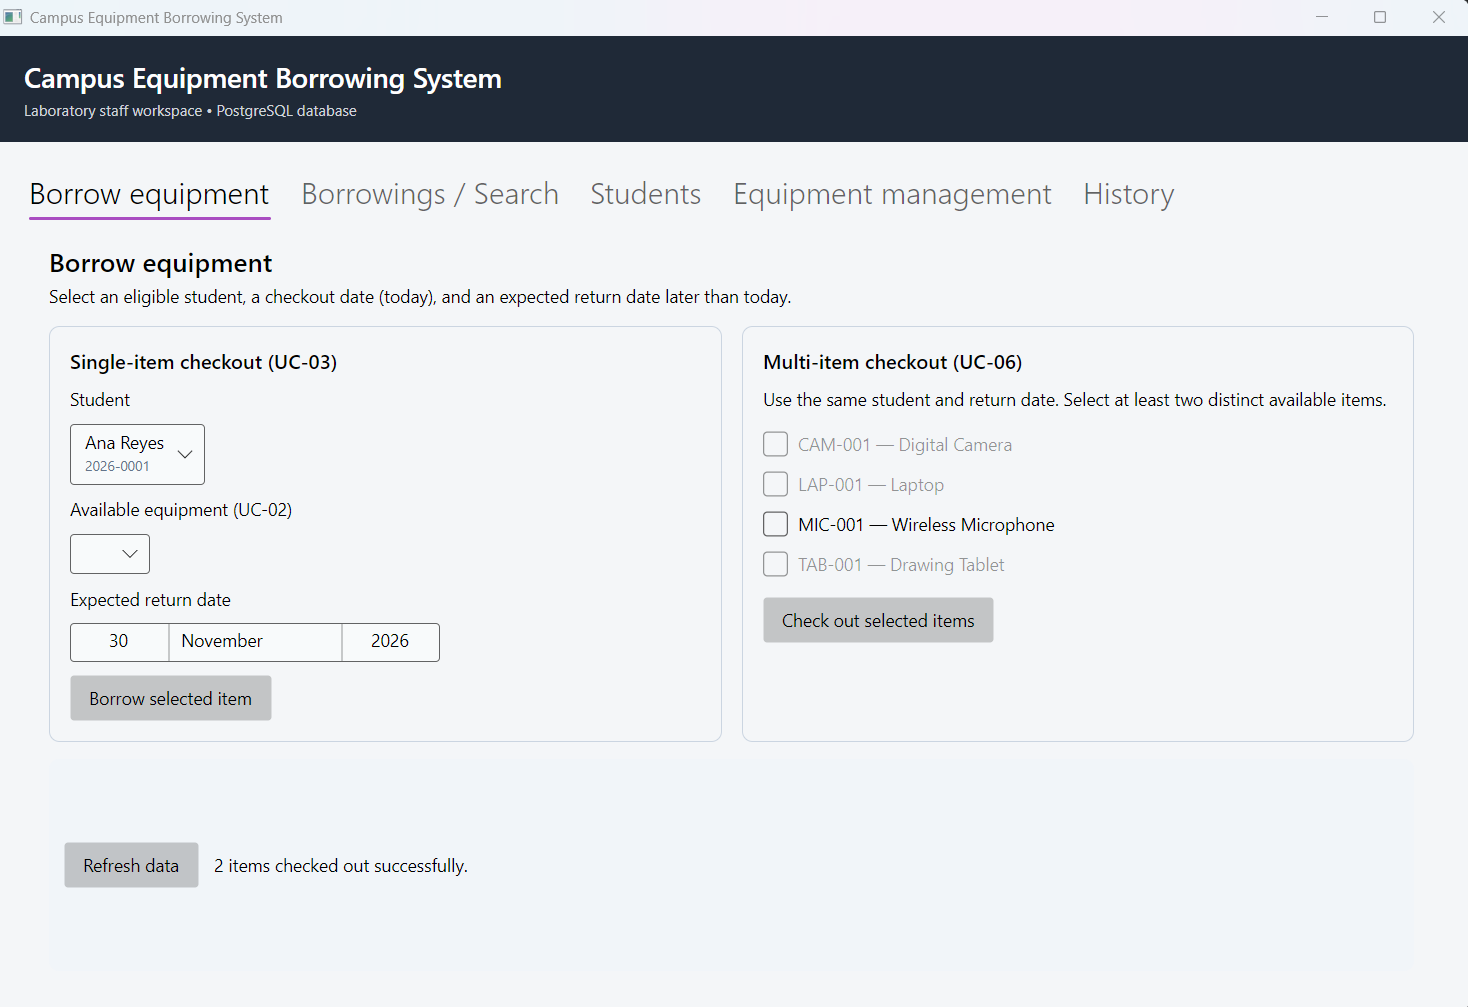 Campus Equipment Borrowing System
Campus Equipment Borrowing System
Laboratory staff workspace • PostgreSQL database
Borrow equipment
Borrowings / Search
Students
Equipment management
History
Borrow equipment
Select an eligible student, a checkout date (today), and an expected return date later than today.
Single-item checkout (UC-03)
Student
Ana Reyes
2026-0001
Available equipment (UC-02)
Expected return date
30 November 2026
Borrow selected item
Multi-item checkout (UC-06)
Use the same student and return date. Select at least two distinct available items.
CAM-001 — Digital Camera
LAP-001 — Laptop
MIC-001 — Wireless Microphone
TAB-001 — Drawing Tablet
Check out selected items
Refresh data
2 items checked out successfully.